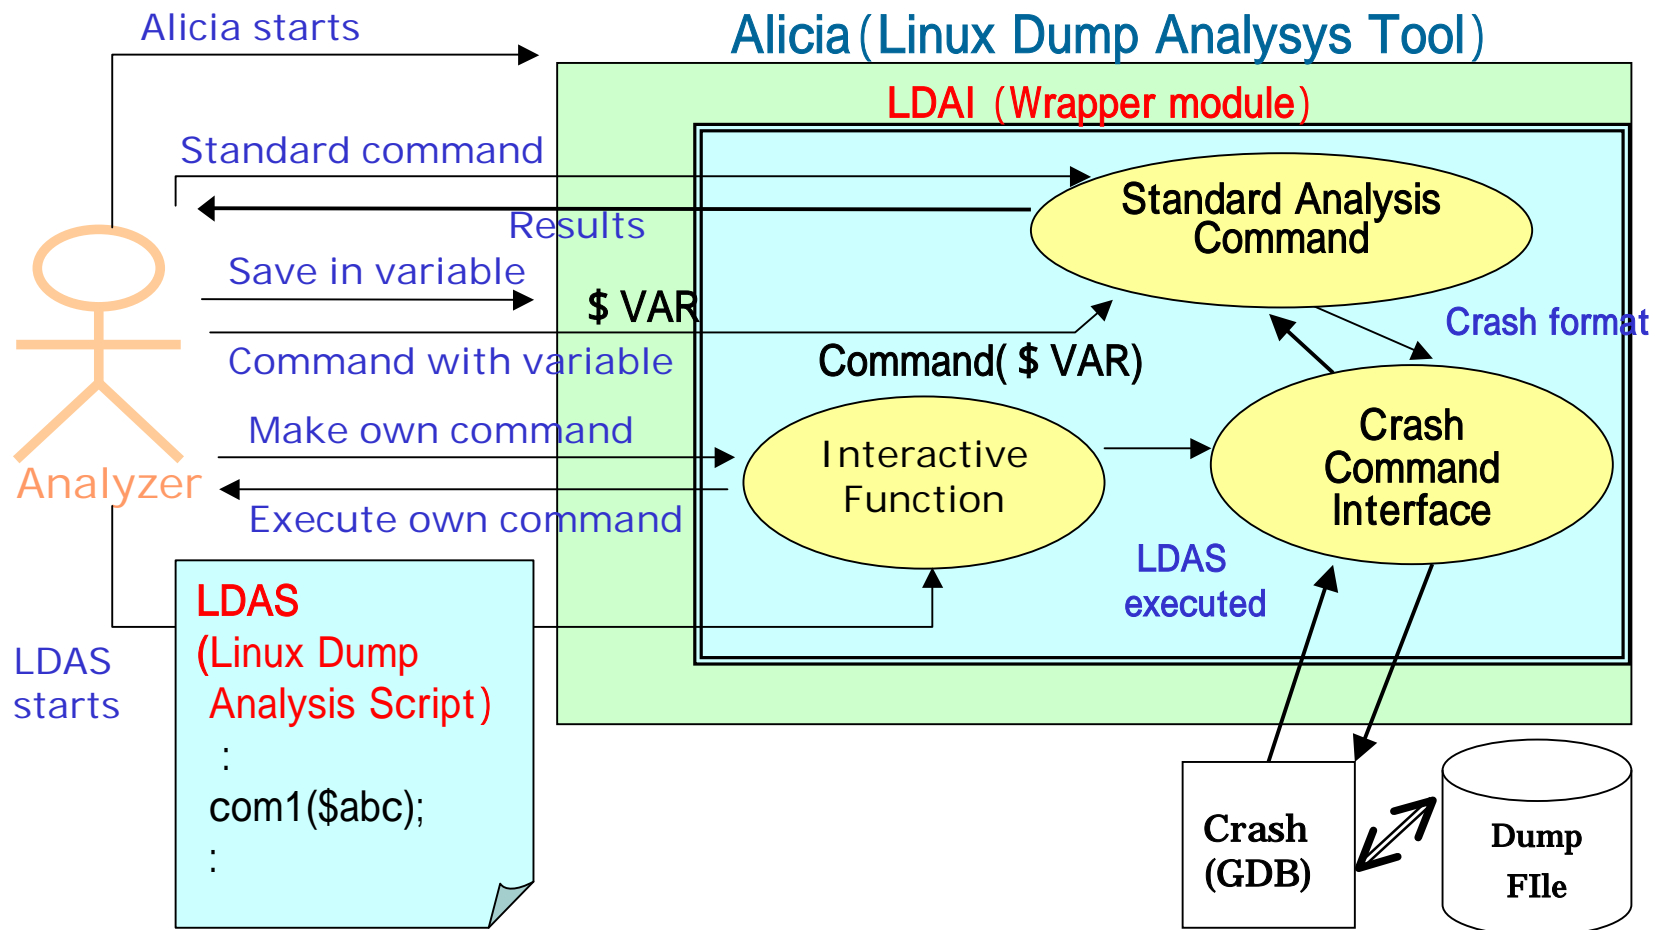 Alicia starts
Alicia(Linux Dump Analysys Tool)
LDAI (Wrapper module)
Standard command
Standard Analysis
Command
Results
Save in variable
$ VAR
Crash format
Command with variable
Command( $ VAR)
Make own command
Interactive
Function
Crash
Command
Interface
Analyzer
Execute own command
LDAS
executed
LDAS
starts
LDAS
(Linux Dump
Analysis Script)
:
com1($abc);
:
Crash
(GDB)
Dump
FIle